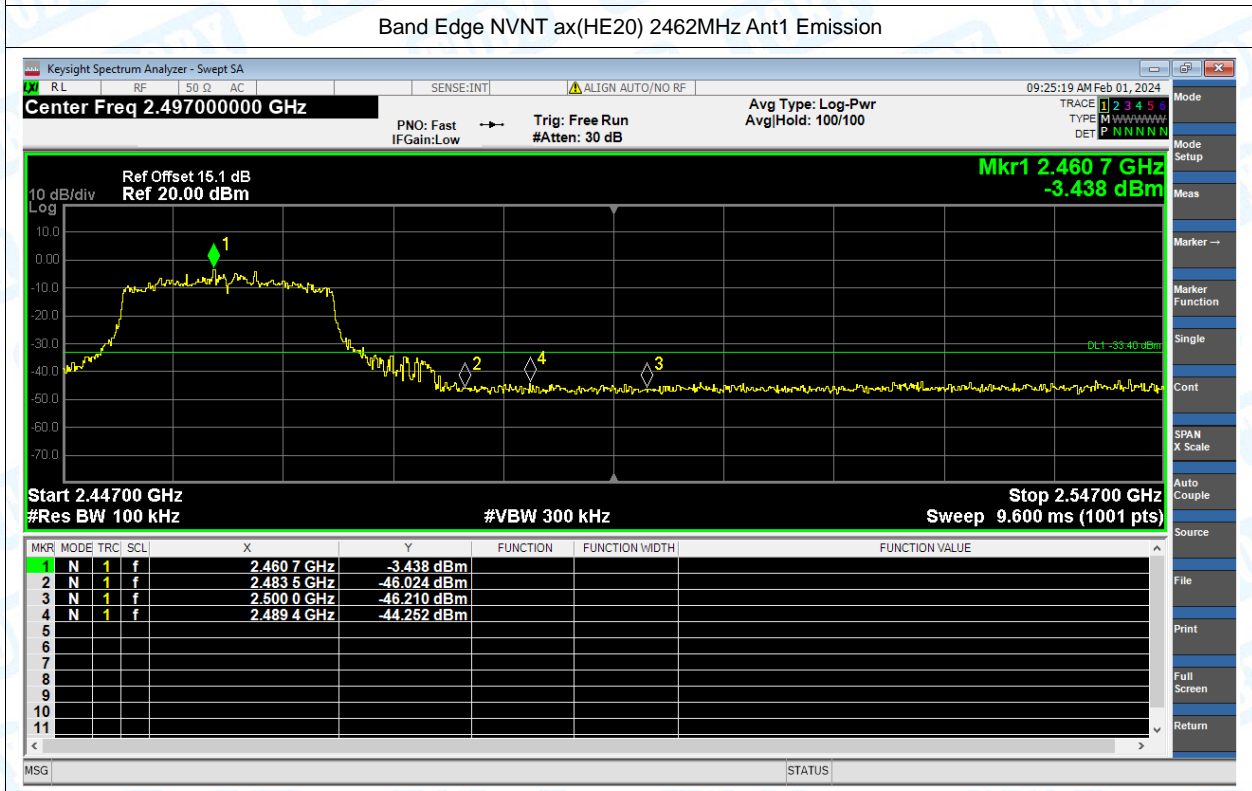 Band Edge NVNT ax(HE20) 2462MHz Ant1 Emission
Keysight Spectrum Analyzer - Swept SA
LXI RL RF 50 Ω AC SENSE:INT ALIGN AUTO/NO RF 09:25:19 AM Feb 01, 2024
Center Freq 2.497000000 GHz
PNO: Fast
IFGain:Low
Trig: Free Run
#Atten: 30 dB
Avg Type: Log-Pwr
Avg|Hold: 100/100
TRACE 1 2 3 4 5 6
TYPE M WWWWW
DET P N N N N N
Ref Offset 15.1 dB
10 dB/div Ref 20.00 dBm
Log
Mkr1 2.460 7 GHz
-3.438 dBm
10.0
0.00
-10.0
-20.0
-30.0
-40.0
-50.0
-60.0
-70.0
1
2
4
3
DL1 -33.40 dBm
Start 2.44700 GHz Stop 2.54700 GHz
#Res BW 100 kHz #VBW 300 kHz Sweep 9.600 ms (1001 pts)
MKR MODE TRC SCL X Y FUNCTION FUNCTION WIDTH FUNCTION VALUE
1 N 1 f 2.460 7 GHz -3.438 dBm
2 N 1 f 2.483 5 GHz -46.024 dBm
3 N 1 f 2.500 0 GHz -46.210 dBm
4 N 1 f 2.489 4 GHz -44.252 dBm
5
6
7
8
9
10
11
MSG STATUS
Mode
Mode
Setup
Meas
Marker →
Marker
Function
Single
Cont
SPAN
X Scale
Auto
Couple
Source
File
Print
Full
Screen
Return